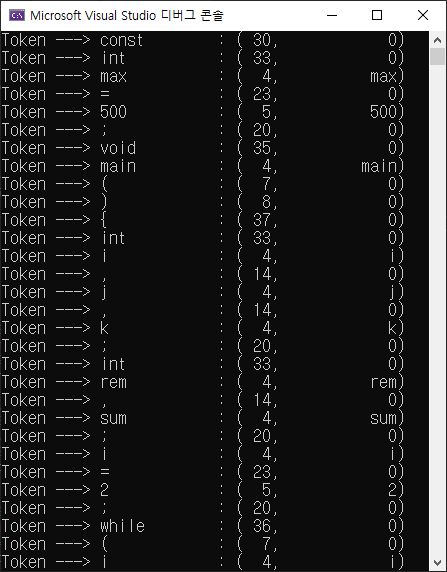 Microsoft Visual Studio 디버그 콘솔
Token ---> const : ( 30, 0)
Token ---> int : ( 33, 0)
Token ---> max : ( 4, max)
Token ---> = : ( 23, 0)
Token ---> 500 : ( 5, 500)
Token ---> ; : ( 20, 0)
Token ---> void : ( 35, 0)
Token ---> main : ( 4, main)
Token ---> ( : ( 7, 0)
Token ---> ) : ( 8, 0)
Token ---> { : ( 37, 0)
Token ---> int : ( 33, 0)
Token ---> i : ( 4, i)
Token ---> , : ( 14, 0)
Token ---> j : ( 4, j)
Token ---> , : ( 14, 0)
Token ---> k : ( 4, k)
Token ---> ; : ( 20, 0)
Token ---> int : ( 33, 0)
Token ---> rem : ( 4, rem)
Token ---> , : ( 14, 0)
Token ---> sum : ( 4, sum)
Token ---> ; : ( 20, 0)
Token ---> i : ( 4, i)
Token ---> = : ( 23, 0)
Token ---> 2 : ( 5, 2)
Token ---> ; : ( 20, 0)
Token ---> while : ( 36, 0)
Token ---> ( : ( 7, 0)
Token ---> i : ( 4, i)